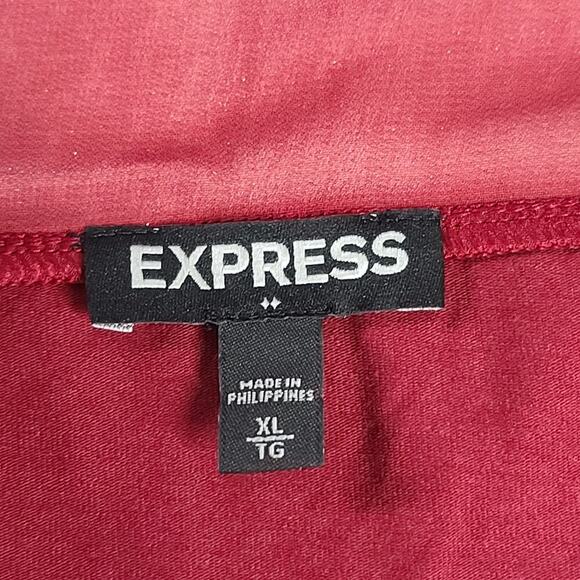 EXPRESS
MADE IN
PHILIPPINES
XL
TG